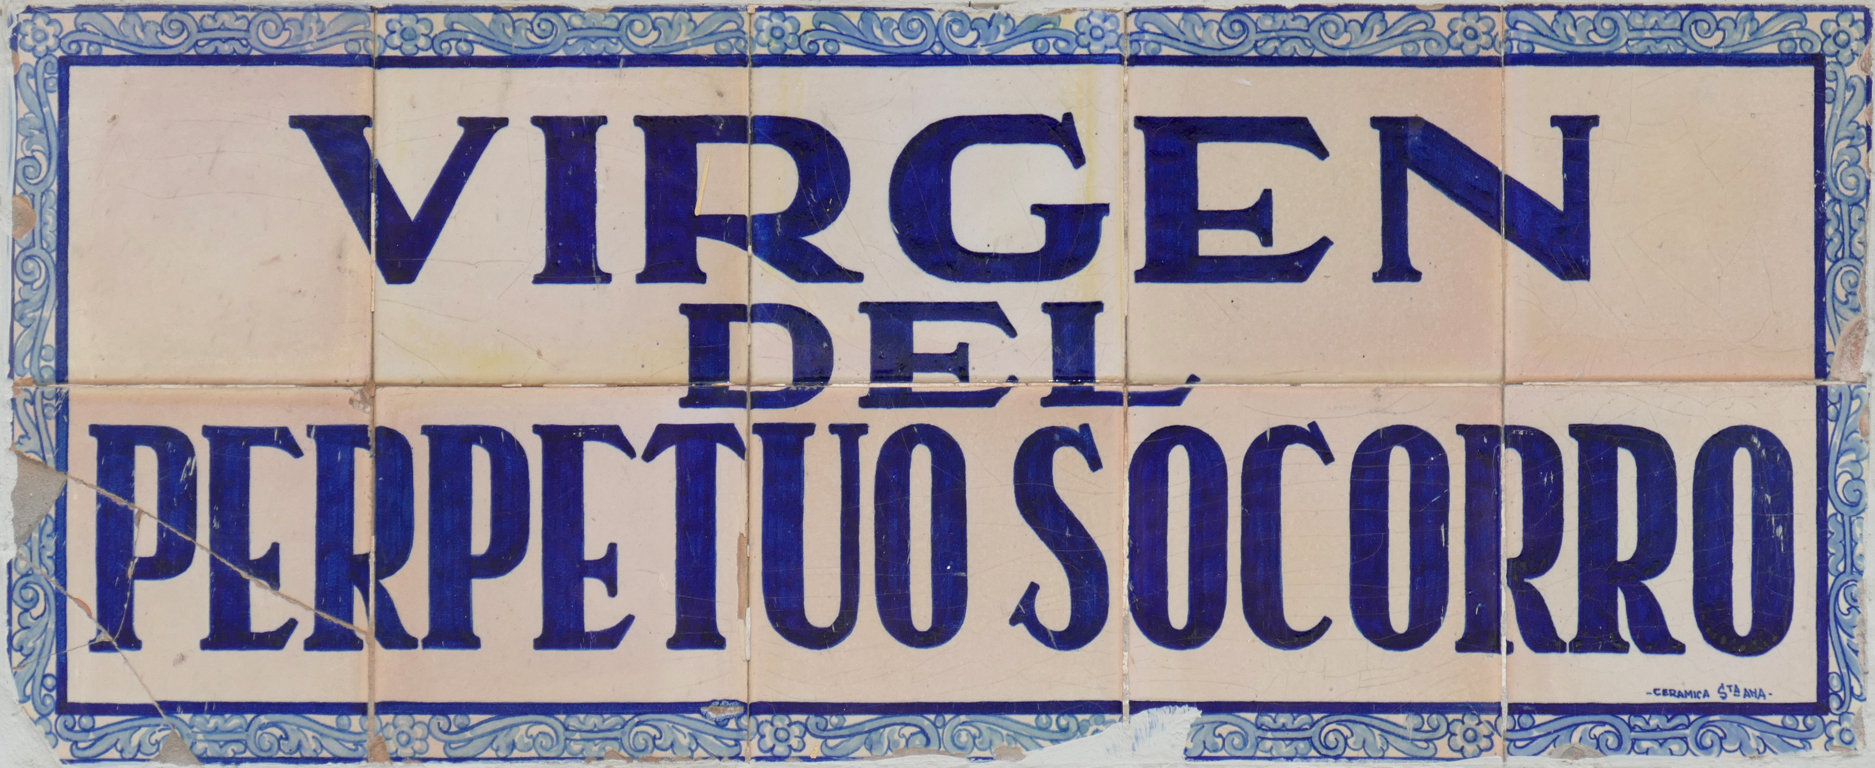 VIRGEN
DEL
PERPETUO SOCORRO
-CERAMICA STA ANA-